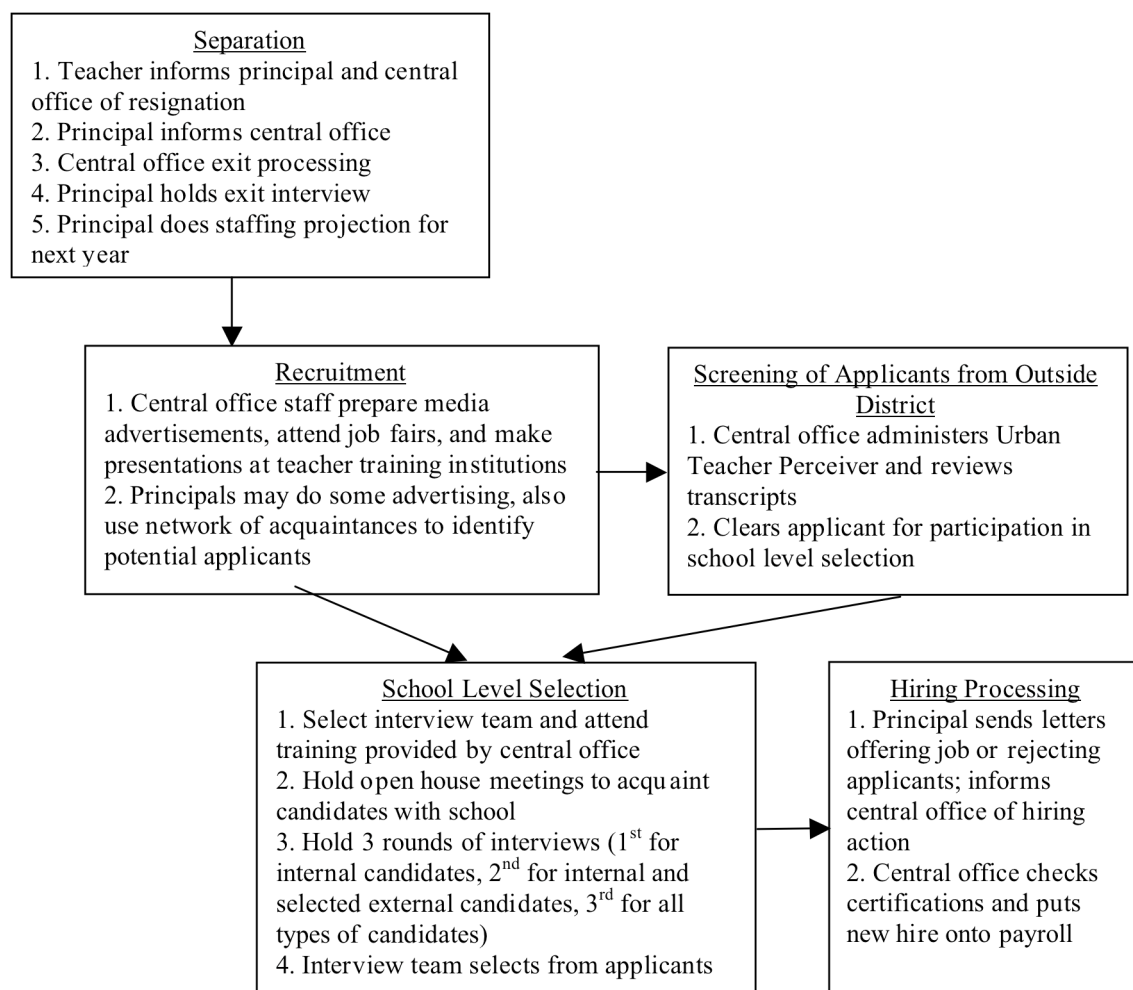 Separation
1. Teacher informs principal and central
office of resignation
2. Principal informs central office
3. Central office exit processing
4. Principal holds exit interview
5. Principal does staffing projection for
next year
Recruitment
1. Central office staff prepare media
advertisements, attend job fairs, and make
presentations at teacher training institutions
2. Principals may do some advertising, also
use network of acquaintances to identify
potential applicants
Screening of Applicants from Outside
District
1. Central office administers Urban
Teacher Perceiver and reviews
transcripts
2. Clears applicant for participation in
school level selection
School Level Selection
1. Select interview team and attend
training provided by central office
2. Hold open house meetings to acquaint
candidates with school
3. Hold 3 rounds of interviews (1st for
internal candidates, 2nd for internal and
selected external candidates, 3rd for all
types of candidates)
4. Interview team selects from applicants
Hiring Processing
1. Principal sends letters
offering job or rejecting
applicants; informs
central office of hiring
action
2. Central office checks
certifications and puts
new hire onto payroll